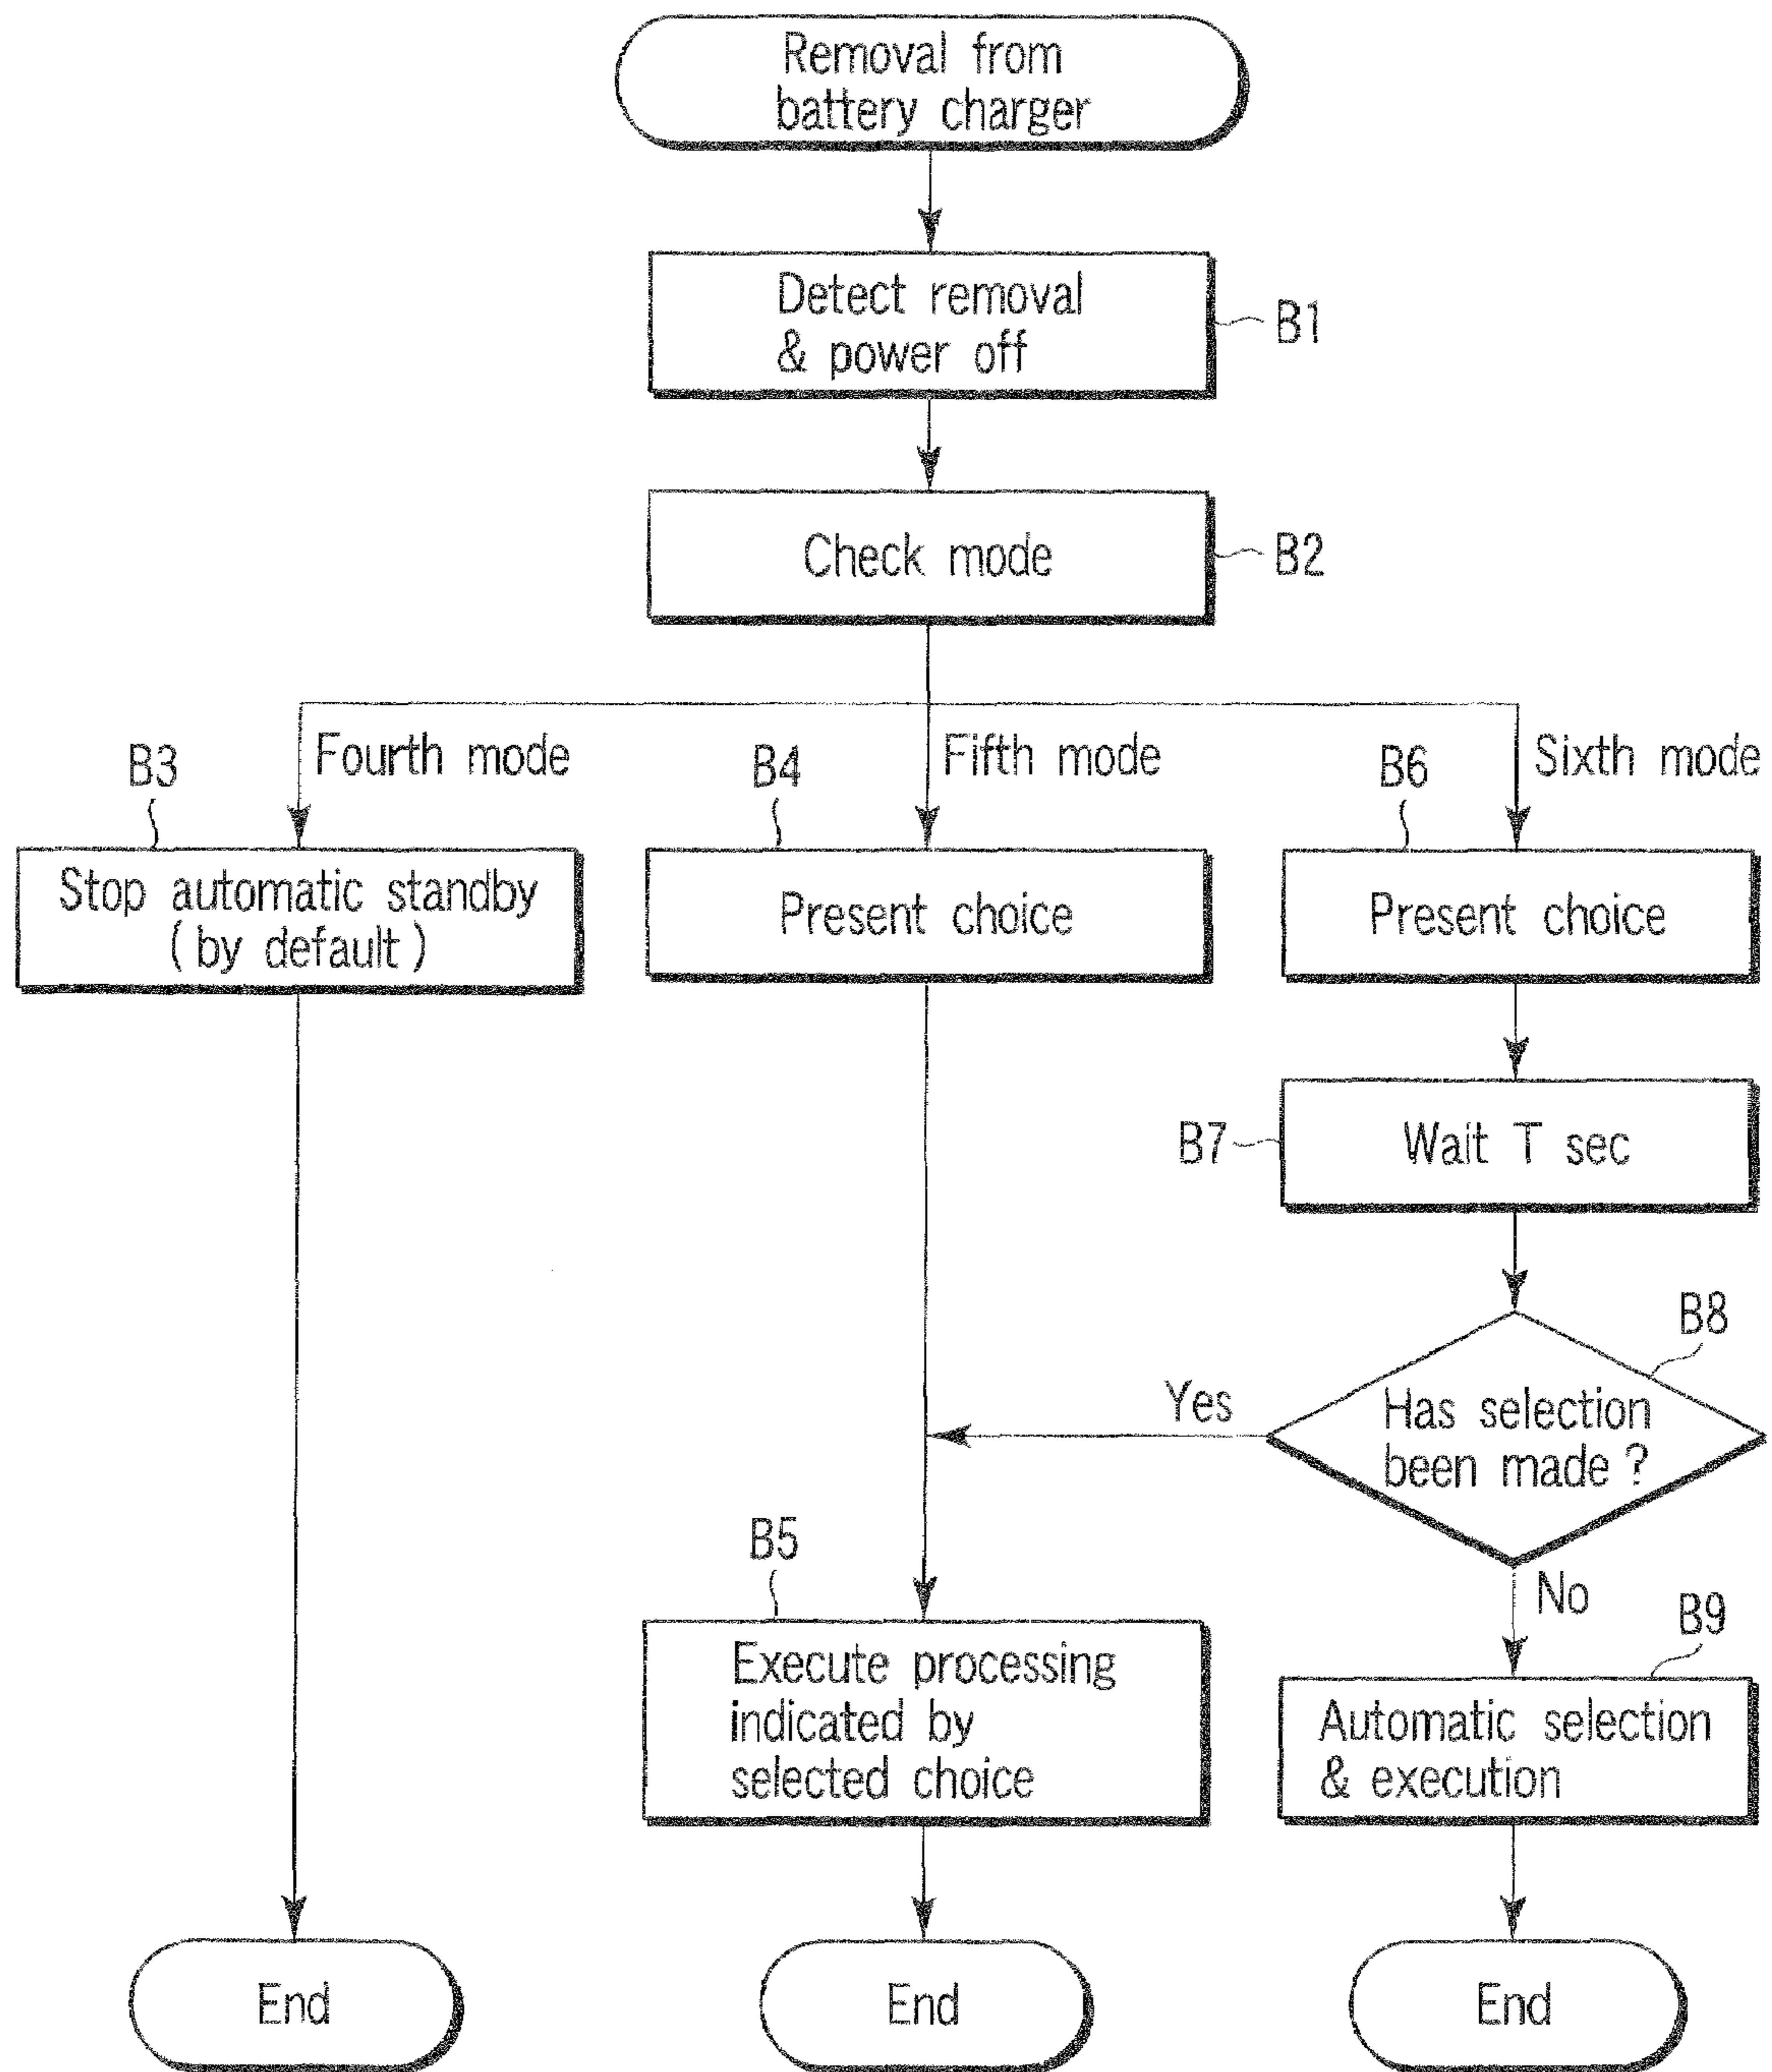 Removal from
battery charger
Detect removal
& power off
B1
Check mode
B2
Fourth mode
Fifth mode
Sixth mode
B3
B4
B6
Stop automatic standby
(by default)
Present choice
Present choice
B7
Wait T sec
B8
Has selection
been made?
Yes
No
B5
Execute processing
indicated by
selected choice
B9
Automatic selection
& execution
End
End
End